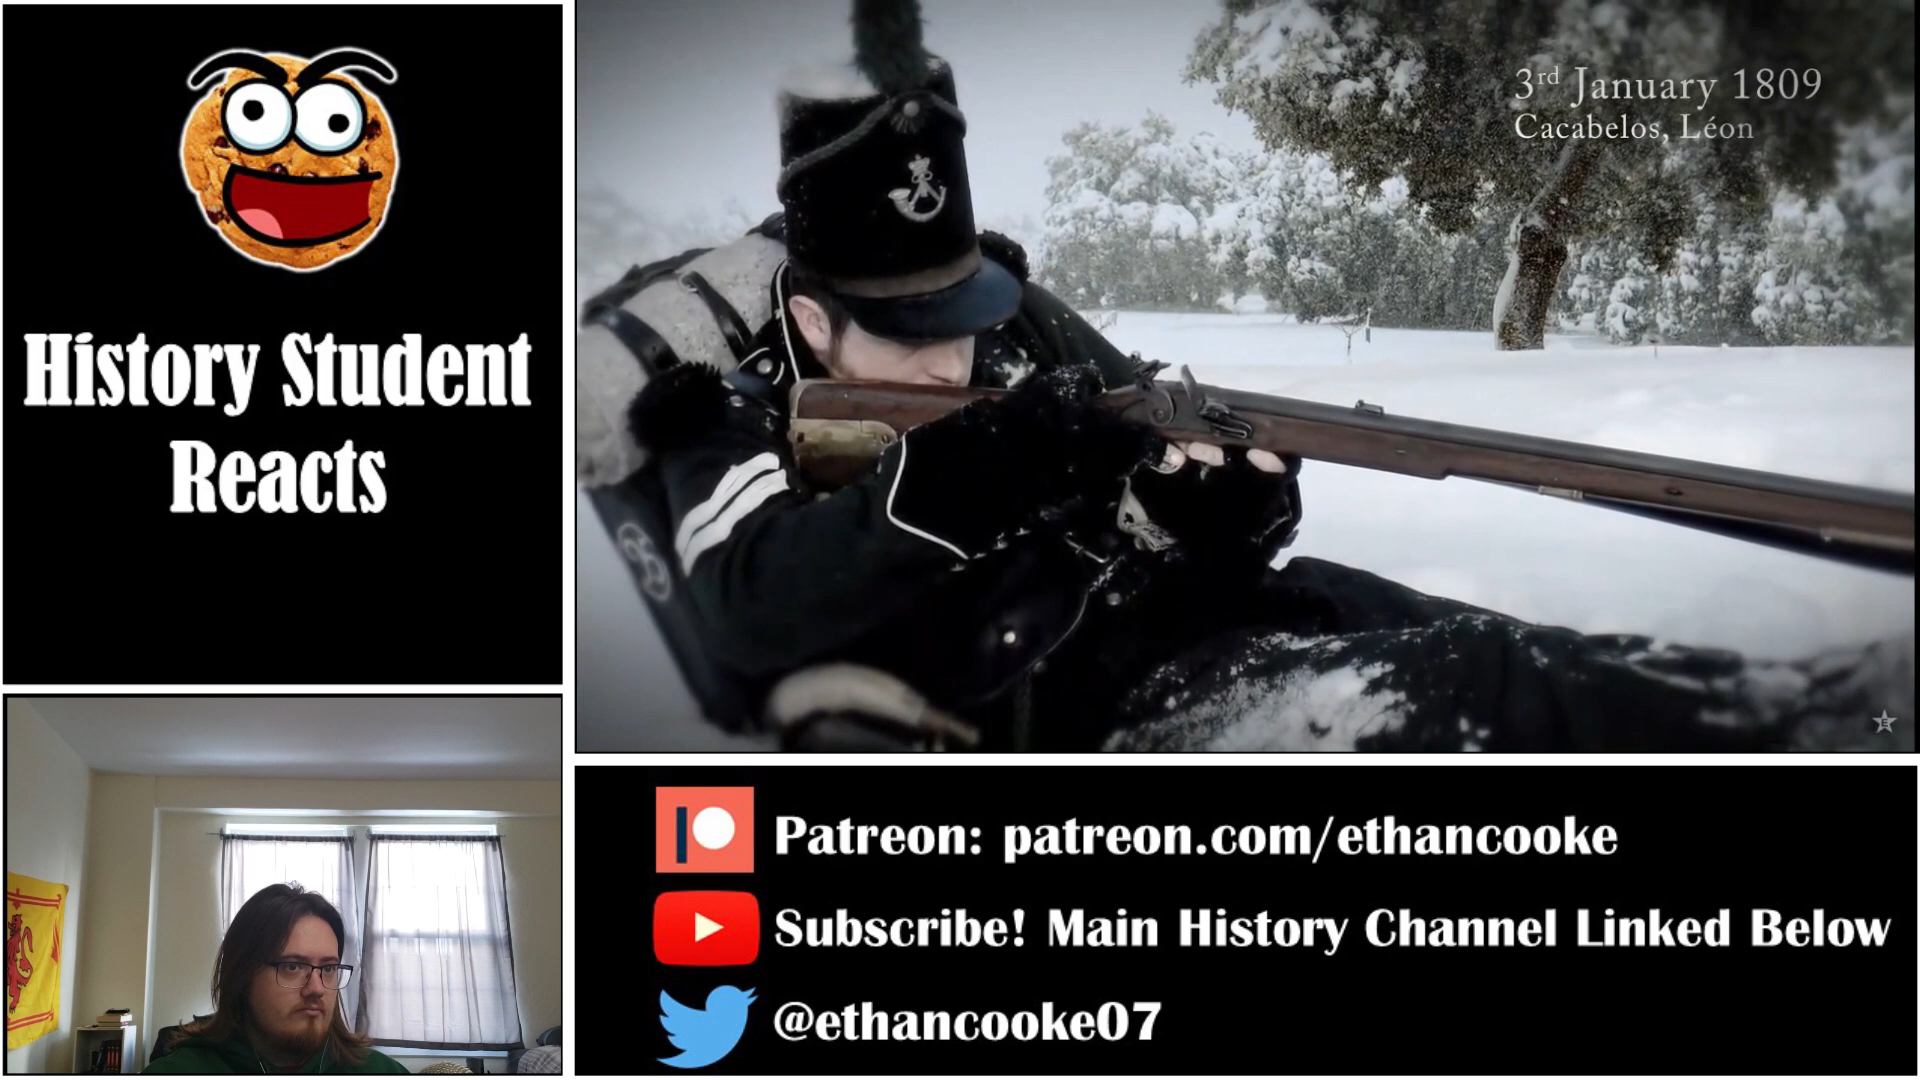 History Student
Reacts
3rd January 1809
Cacabelos, Léon
E
Patreon: patreon.com/ethancooke
Subscribe! Main History Channel Linked Below
@ethancooke07